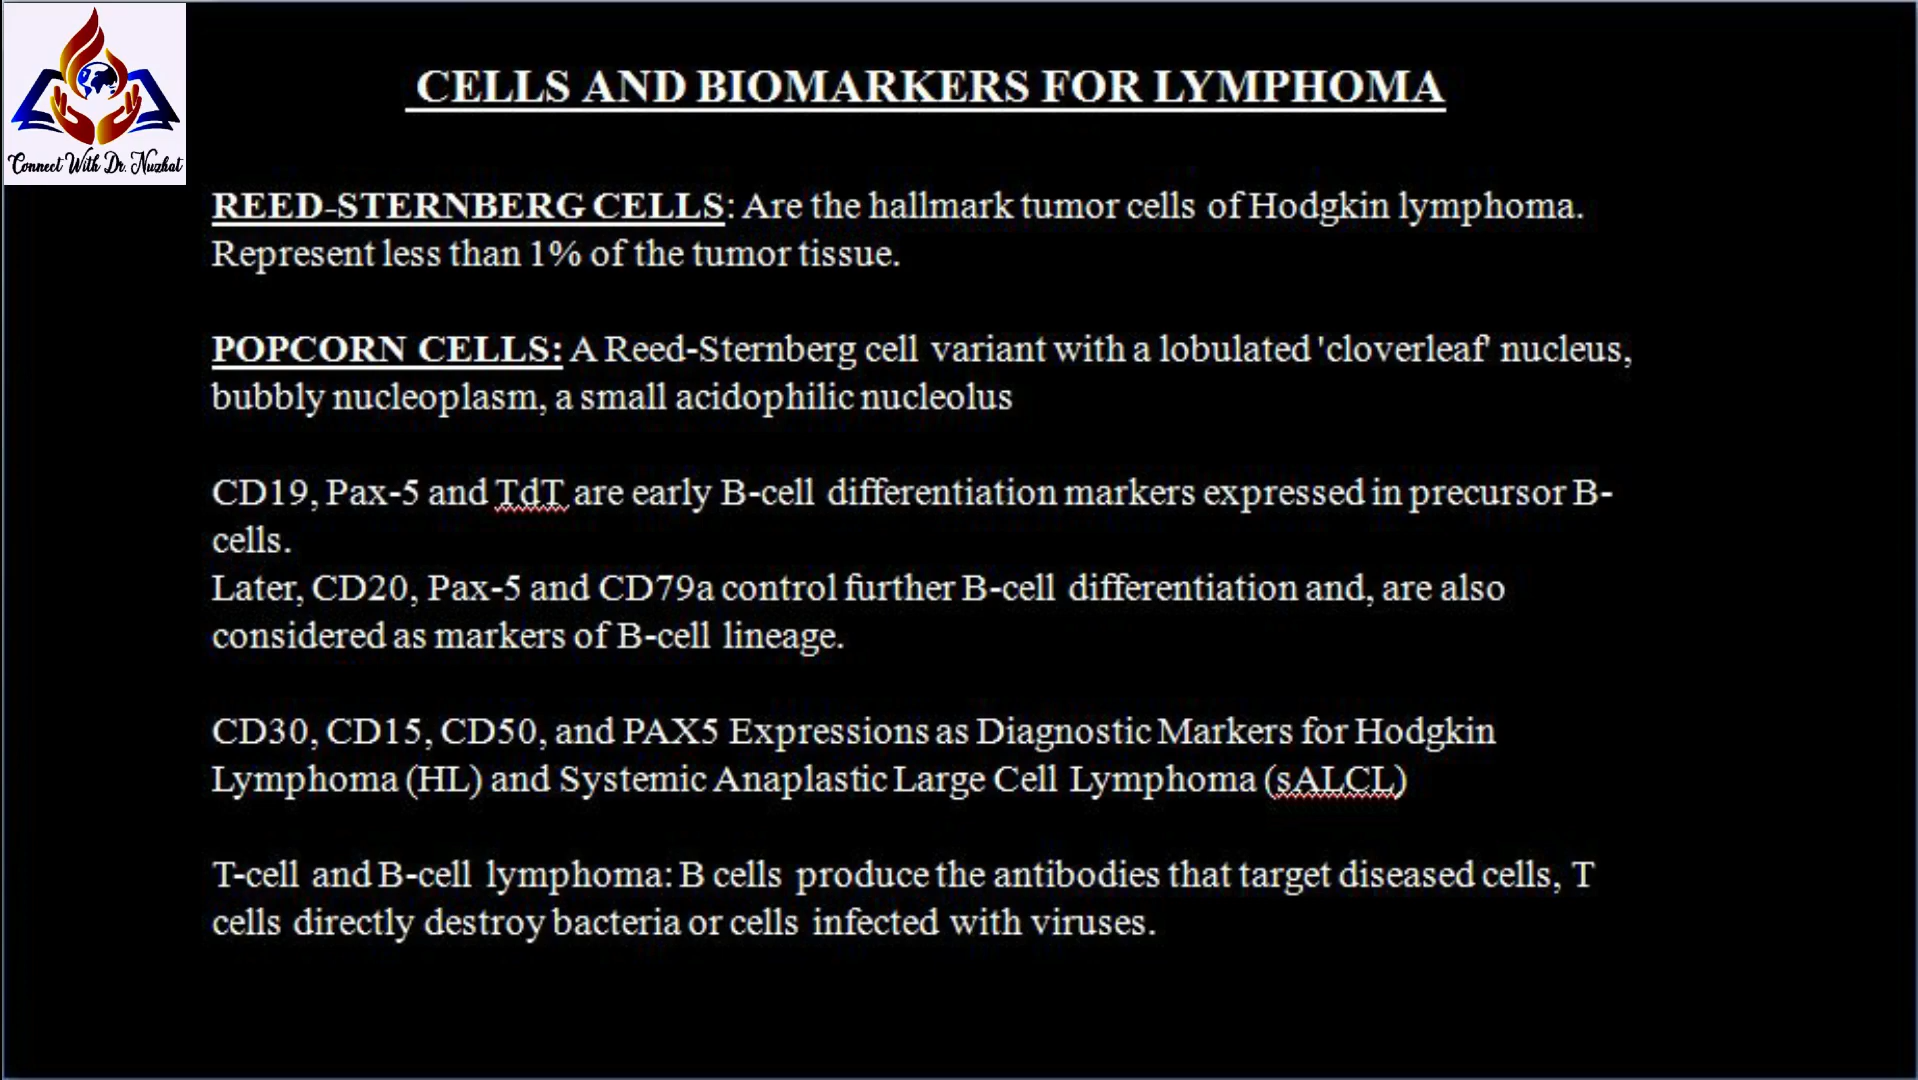 Connect With Dr. Nuzhat
CELLS AND BIOMARKERS FOR LYMPHOMA
REED-STERNBERG CELLS: Are the hallmark tumor cells of Hodgkin lymphoma.
Represent less than 1% of the tumor tissue.
POPCORN CELLS: A Reed-Sternberg cell variant with a lobulated 'cloverleaf' nucleus,
bubbly nucleoplasm, a small acidophilic nucleolus
CD19, Pax-5 and TdT are early B-cell differentiation markers expressed in precursor B-
cells.
Later, CD20, Pax-5 and CD79a control further B-cell differentiation and, are also
considered as markers of B-cell lineage.
CD30, CD15, CD50, and PAX5 Expressions as Diagnostic Markers for Hodgkin
Lymphoma (HL) and Systemic Anaplastic Large Cell Lymphoma (sALCL)
T-cell and B-cell lymphoma: B cells produce the antibodies that target diseased cells, T
cells directly destroy bacteria or cells infected with viruses.